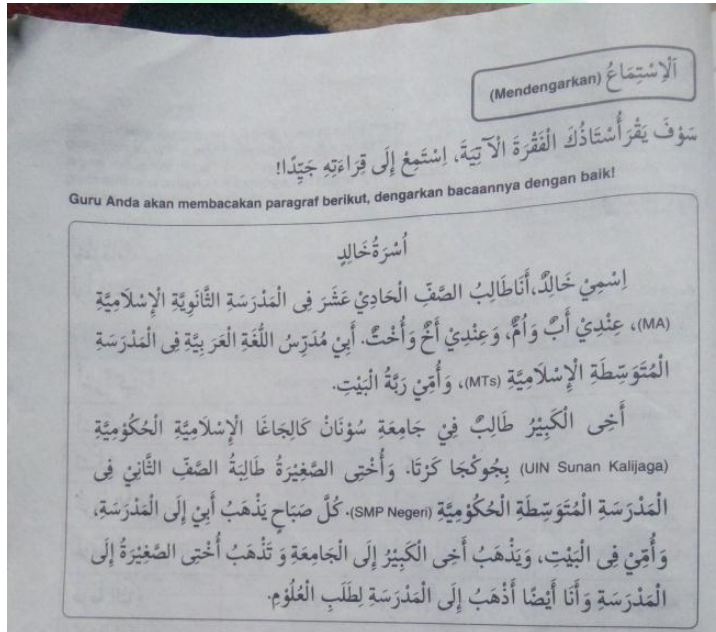 اَلْاِسْتِمَاعُ (Mendengarkan)
سَوْفَ يَقْرَأُسْتَاذُكَ الْفَقْرَةَ الْآتِيَةَ، اِسْتَمِعْ إِلَى قِرَاءَتِهِ جَيِّدًا!
Guru Anda akan membacakan paragraf berikut, dengarkan bacaannya dengan baik!
اُسْرَةُ خَالِدٍ
اِسْمِيْ خَالِدٌ، أَنَاطَالِبُ الصَّفِّ الْحَادِيْ عَشَرَ فِى الْمَدْرَسَةِ الثَّانَوِيَّةِ الْإِسْلَامِيَّةِ
(MA)، عِنْدِيْ أَبٌ وَاُمٌّ، وَعِنْدِيْ أَخٌ وَأُخْتٌ. أَبِيْ مُدَرِّسُ اللُّغَةِ الْعَرَبِيَّةِ فِى الْمَدْرَسَةِ
الْمُتَوَسِّطَةِ الْإِسْلَامِيَّةِ (MTs)، وَأُمِّيْ رَبَّةُ الْبَيْتِ.
أَخِى الْكَبِيْرُ طَالِبٌ فِيْ جَامِعَةِ سُوْنَانْ كَالِجَاغَا الْإِسْلَامِيَّةِ الْحُكُوْمِيَّةِ
(UIN Sunan Kalijaga) بِجُوكْجَا كَرْتَا. وَأُخْتِى الصَّغِيْرَةُ طَالِبَةُ الصَّفِّ الثَّانِيْ فِى
الْمَدْرَسَةِ الْمُتَوَسِّطَةِ الْحُكُوْمِيَّةِ (SMP Negeri). كُلَّ صَبَاحٍ يَذْهَبُ أَبِيْ إِلَى الْمَدْرَسَةِ،
وَأُمِّيْ فِى الْبَيْتِ، وَيَذْهَبُ أَخِى الْكَبِيْرُ إِلَى الْجَامِعَةِ وَ تَذْهَبُ أُخْتِى الصَّغِيْرَةُ إِلَى
الْمَدْرَسَةِ وَ أَنَا أَيْضًا أَذْهَبُ إِلَى الْمَدْرَسَةِ لِطَلَبِ الْعُلُوْمِ.